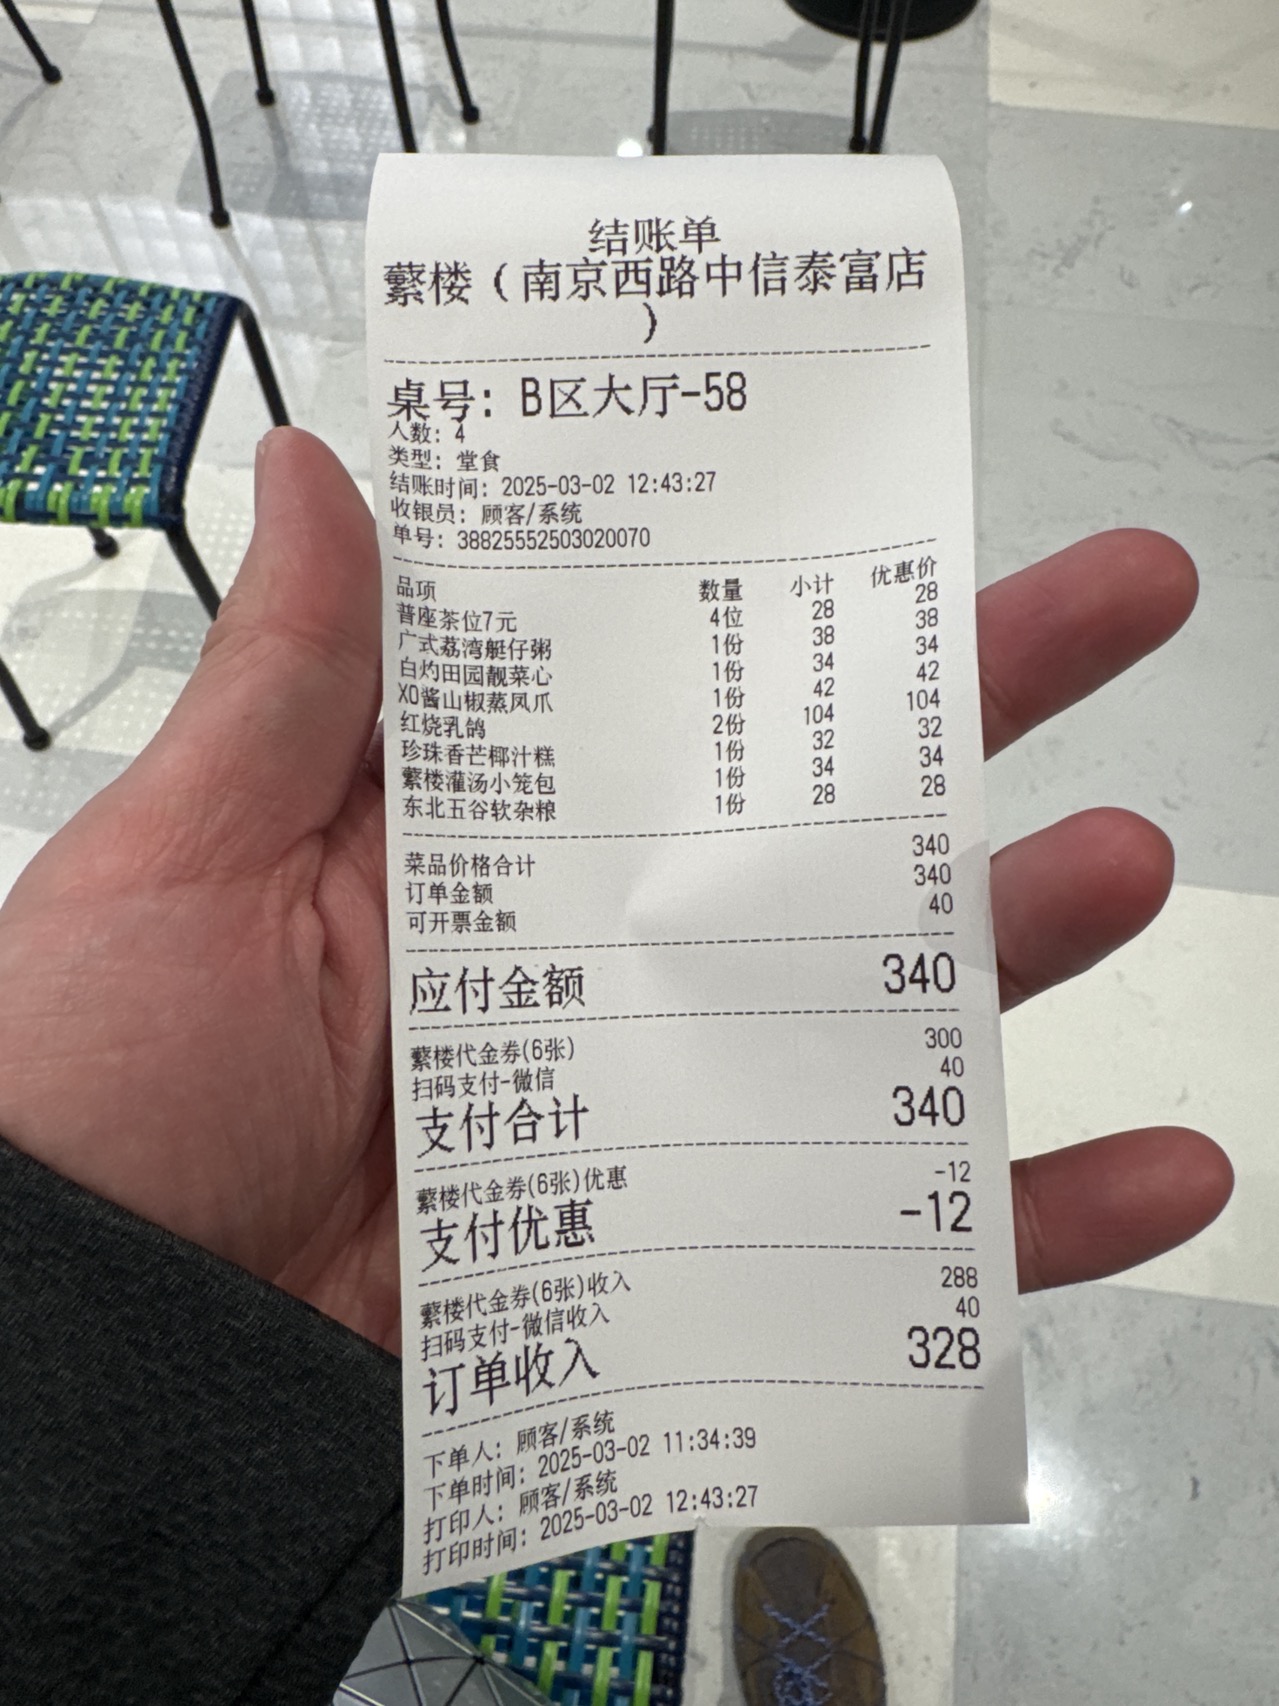 结账单
蘩楼（南京西路中信泰富店
）
桌号：B区大厅-58
人数：4
类型：堂食
结账时间：2025-03-02 12:43:27
收银员：顾客/系统
单号：38825552503020070
品项 数量 小计 优惠价
普座茶位7元 4位 28 28
广式荔湾艇仔粥 1份 38 38
白灼田园靓菜心 1份 34 34
XO酱山椒蒸凤爪 1份 42 42
红烧乳鸽 2份 104 104
珍珠香芒椰汁糕 1份 32 32
蘩楼灌汤小笼包 1份 34 34
东北五谷软杂粮 1份 28 28
菜品价格合计 340
订单金额 340
可开票金额 40
应付金额 340
蘩楼代金券(6张) 300
扫码支付-微信 40
支付合计 340
蘩楼代金券(6张)优惠 -12
支付优惠 -12
蘩楼代金券(6张)收入 288
扫码支付-微信收入 40
订单收入 328
下单人：顾客/系统
下单时间：2025-03-02 11:34:39
打印人：顾客/系统
打印时间：2025-03-02 12:43:27